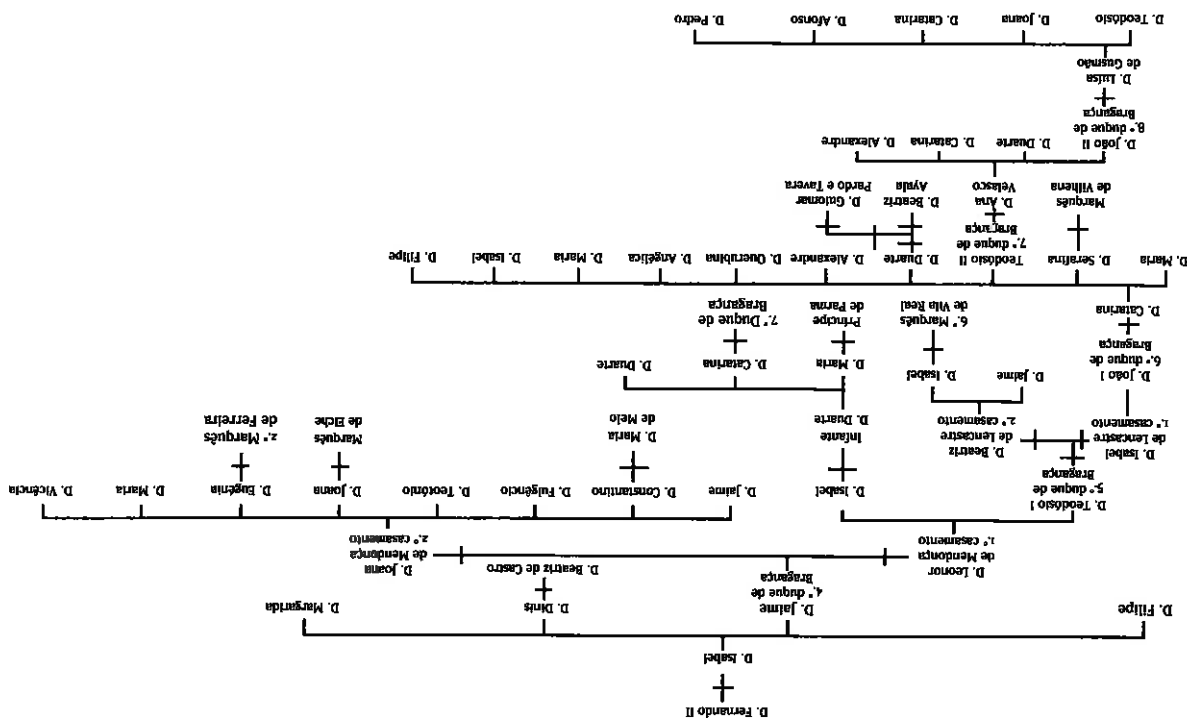 D. Fernando II
D. Isabel
D. Filipe
D. Jaime
4.º duque de
Bragança
D. Dinis
D. Beatriz de Castro
D. Margarida
D. Leonor
de Mendonça
1.º casamento
D. Joana
de Mendonça
2.º casamento
D. Teodósio I
5.º duque de
Bragança
D. Isabel
Infante
D. Duarte
D. Jaime
D. Constantino
D. Maria
de Melo
D. Fulgêncio
D. Teotónio
D. Joana
Marquês
de Elche
D. Eugénia
2.º Marquês
de Ferreira
D. Maria
D. Vicência
D. Isabel
de Lencastre
1.º casamento
D. Beatriz
de Lencastre
2.º casamento
D. João I
6.º duque de
Bragança
D. Catarina
D. Jaime
D. Isabel
6.º Marquês
de Vila Real
D. Maria
Príncipe
de Parma
D. Catarina
7.º Duque de
Bragança
D. Duarte
D. Maria
D. Serafina
Marquês
de Vilhena
Teodósio II
7.º duque de
Bragança
D. Ana
Velasco
D. Duarte
D. Beatriz
Ayala
D. Guiomar
Pardo e Tavera
D. Alexandre
D. Querubina
D. Angélica
D. Maria
D. Isabel
D. Filipe
D. João II
8.º duque de
Bragança
D. Luísa
de Gusmão
D. Duarte
D. Catarina
D. Alexandre
D. Teodósio
D. Joana
D. Catarina
D. Afonso
D. Pedro